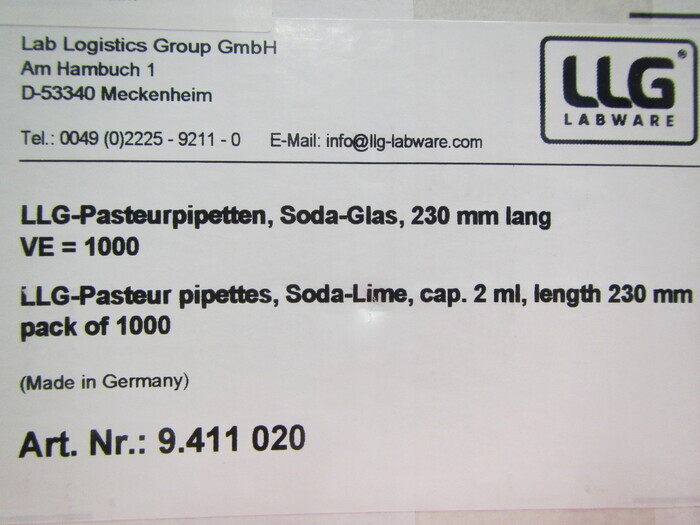 Lab Logistics Group GmbH
Am Hambuch 1
D-53340 Meckenheim
LLG®
LABWARE
Tel.: 0049 (0)2225 - 9211 - 0 E-Mail: info@llg-labware.com
LLG-Pasteurpipetten, Soda-Glas, 230 mm lang
VE = 1000
LLG-Pasteur pipettes, Soda-Lime, cap. 2 ml, length 230 mm
pack of 1000
(Made in Germany)
Art. Nr.: 9.411 020